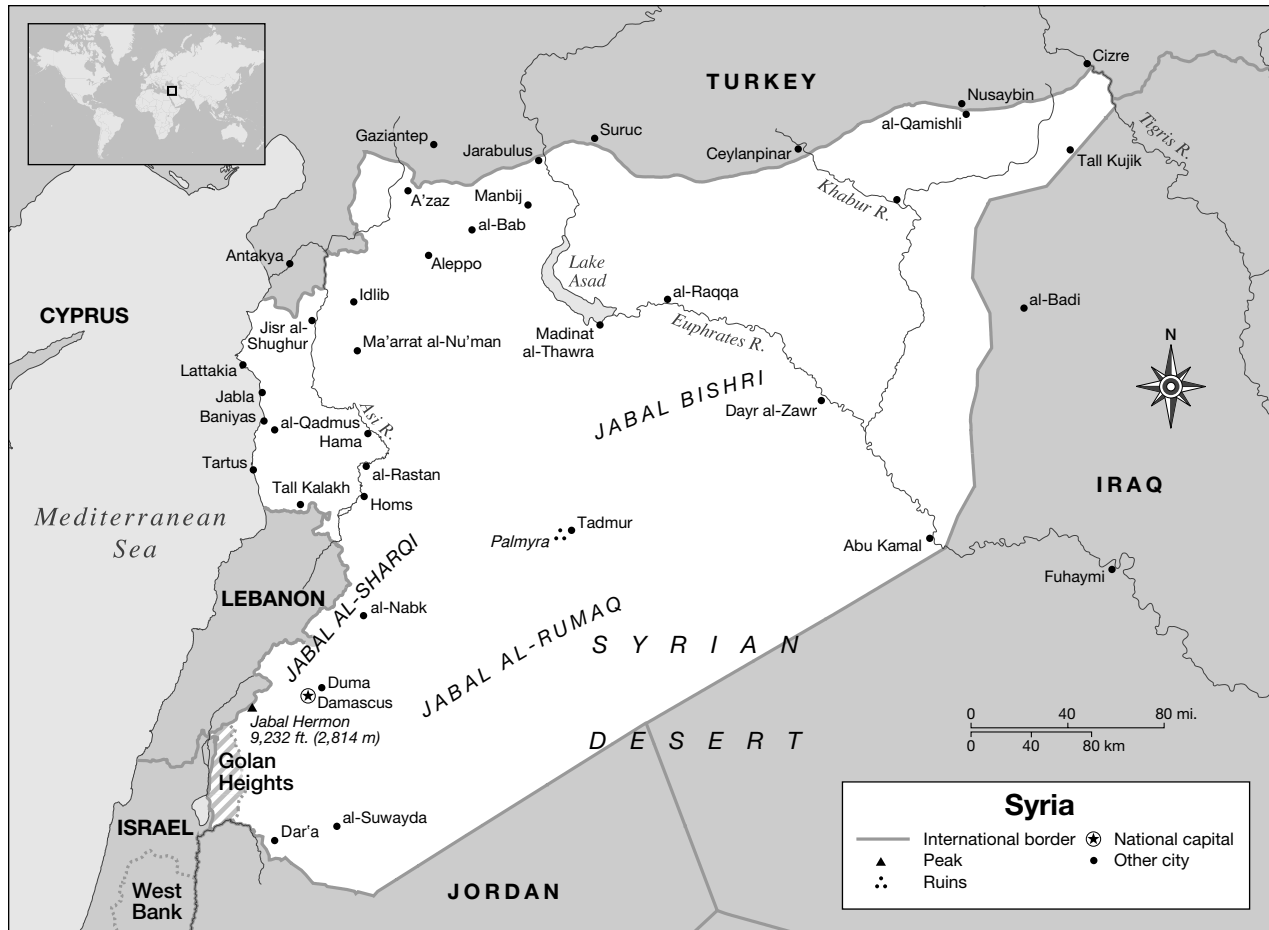 TURKEY
Cizre
Nusaybin
al-Qamishli
Tigris R.
Gaziantep
Suruc
Jarabulus
Ceylanpinar
Tall Kujik
Khabur R.
A'zaz
Manbij
al-Bab
Antakya
Aleppo
Lake
Asad
Idlib
al-Raqqa
al-Badi
CYPRUS
Jisr al-
Shughur
Ma'arrat al-Nu'man
Madinat
al-Thawra
Euphrates R.
N
Lattakia
Jabla
JABAL BISHRI
Dayr al-Zawr
Baniyas
al-Qadmus
Asi R.
Hama
Tartus
al-Rastan
Tall Kalakh
Homs
IRAQ
Mediterranean
Sea
Tadmur
Palmyra
Abu Kamal
Fuhaymi
JABAL AL-SHARQI
LEBANON
al-Nabk
JABAL AL-RUMAQ
SYRIAN
DESERT
Duma
Damascus
Jabal Hermon
9,232 ft. (2,814 m)
0 40 80 mi.
0 40 80 km
Golan
Heights
ISRAEL
al-Suwayda
Dar'a
West
Bank
JORDAN
Syria
International border
National capital
Peak
Other city
Ruins